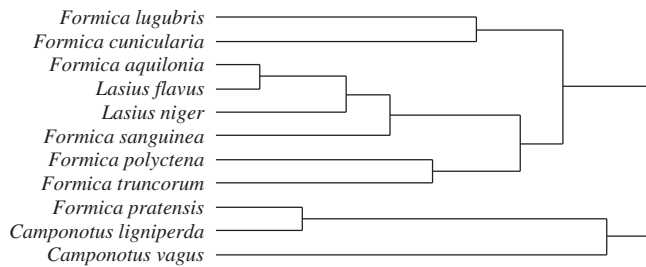 Formica lugubris
Formica cunicularia
Formica aquilonia
Lasius flavus
Lasius niger
Formica sanguinea
Formica polyctena
Formica truncorum
Formica pratensis
Camponotus ligniperda
Camponotus vagus